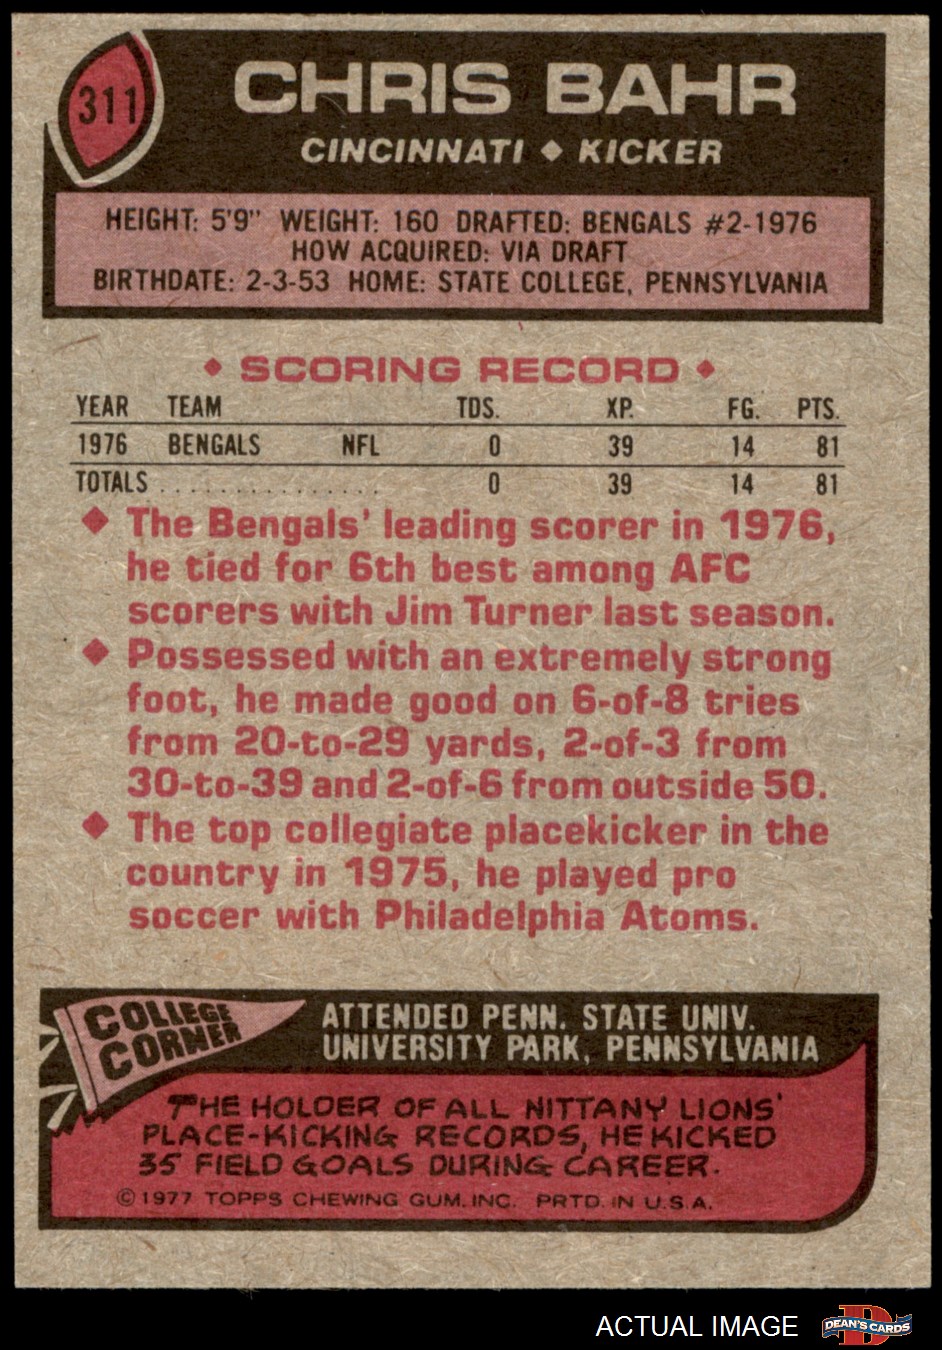 311
CHRIS BAHR
CINCINNATI ◆ KICKER
HEIGHT: 5'9" WEIGHT: 160 DRAFTED: BENGALS #2-1976
HOW ACQUIRED: VIA DRAFT
BIRTHDATE: 2-3-53 HOME: STATE COLLEGE, PENNSYLVANIA
◆ SCORING RECORD ◆
YEAR TEAM TDS. XP. FG. PTS.
1976 BENGALS NFL 0 39 14 81
TOTALS . . . . . . . . . . . . . . . 0 39 14 81
◆ The Bengals' leading scorer in 1976,
he tied for 6th best among AFC
scorers with Jim Turner last season.
◆ Possessed with an extremely strong
foot, he made good on 6-of-8 tries
from 20-to-29 yards, 2-of-3 from
30-to-39 and 2-of-6 from outside 50.
◆ The top collegiate placekicker in the
country in 1975, he played pro
soccer with Philadelphia Atoms.
COLLEGE
CORNER
ATTENDED PENN. STATE UNIV.
UNIVERSITY PARK, PENNSYLVANIA
THE HOLDER OF ALL NITTANY LIONS'
PLACE-KICKING RECORDS, HE KICKED
35 FIELD GOALS DURING CAREER.
©1977 TOPPS CHEWING GUM, INC. PRTD. IN U.S.A.
ACTUAL IMAGE
DEAN'S CARDS